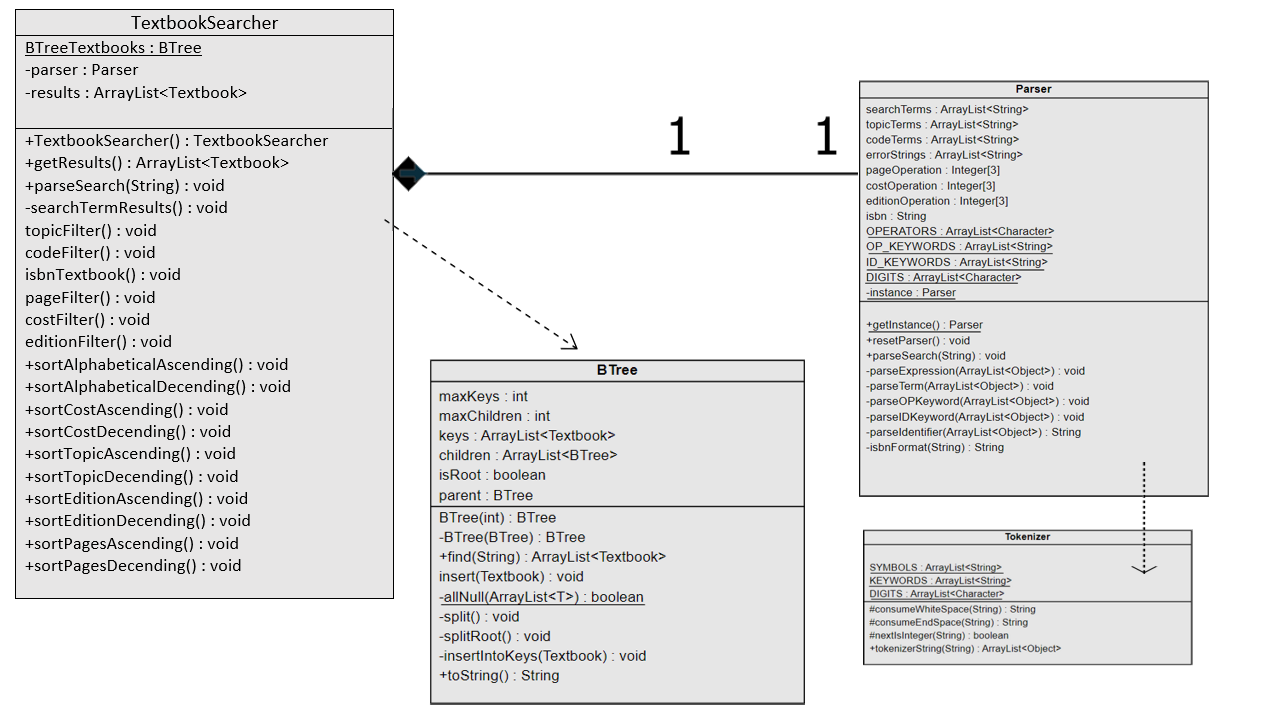 TextbookSearcher
BTreeTextbooks : BTree
-parser : Parser
-results : ArrayList<Textbook>
+TextbookSearcher() : TextbookSearcher
+getResults() : ArrayList<Textbook>
+parseSearch(String) : void
-searchTermResults() : void
topicFilter() : void
codeFilter() : void
isbnTextbook() : void
pageFilter() : void
costFilter() : void
editionFilter() : void
+sortAlphabeticalAscending() : void
+sortAlphabeticalDecending() : void
+sortCostAscending() : void
+sortCostDecending() : void
+sortTopicAscending() : void
+sortTopicDecending() : void
+sortEditionAscending() : void
+sortEditionDecending() : void
+sortPagesAscending() : void
+sortPagesDecending() : void
1 1
Parser
searchTerms : ArrayList<String>
topicTerms : ArrayList<String>
codeTerms : ArrayList<String>
errorStrings : ArrayList<String>
pageOperation : Integer[3]
costOperation : Integer[3]
editionOperation : Integer[3]
isbn : String
OPERATORS : ArrayList<Character>
OP_KEYWORDS : ArrayList<String>
ID_KEYWORDS : ArrayList<String>
DIGITS : ArrayList<Character>
-instance : Parser
+getInstance() : Parser
+resetParser() : void
+parseSearch(String) : void
-parseExpression(ArrayList<Object>) : void
-parseTerm(ArrayList<Object>) : void
-parseOPKeyword(ArrayList<Object>) : void
-parseIDKeyword(ArrayList<Object>) : void
-parseIdentifier(ArrayList<Object>) : String
-isbnFormat(String) : String
BTree
maxKeys : int
maxChildren : int
keys : ArrayList<Textbook>
children : ArrayList<BTree>
isRoot : boolean
parent : BTree
BTree(int) : BTree
-BTree(BTree) : BTree
+find(String) : ArrayList<Textbook>
insert(Textbook) : void
-allNull(ArrayList<T>) : boolean
-split() : void
-splitRoot() : void
-insertIntoKeys(Textbook) : void
+toString() : String
Tokenizer
SYMBOLS : ArrayList<String>
KEYWORDS : ArrayList<String>
DIGITS : ArrayList<Character>
#consumeWhiteSpace(String) : String
#consumeEndSpace(String) : String
#nextIsInteger(String) : boolean
+tokenizerString(String) : ArrayList<Object>